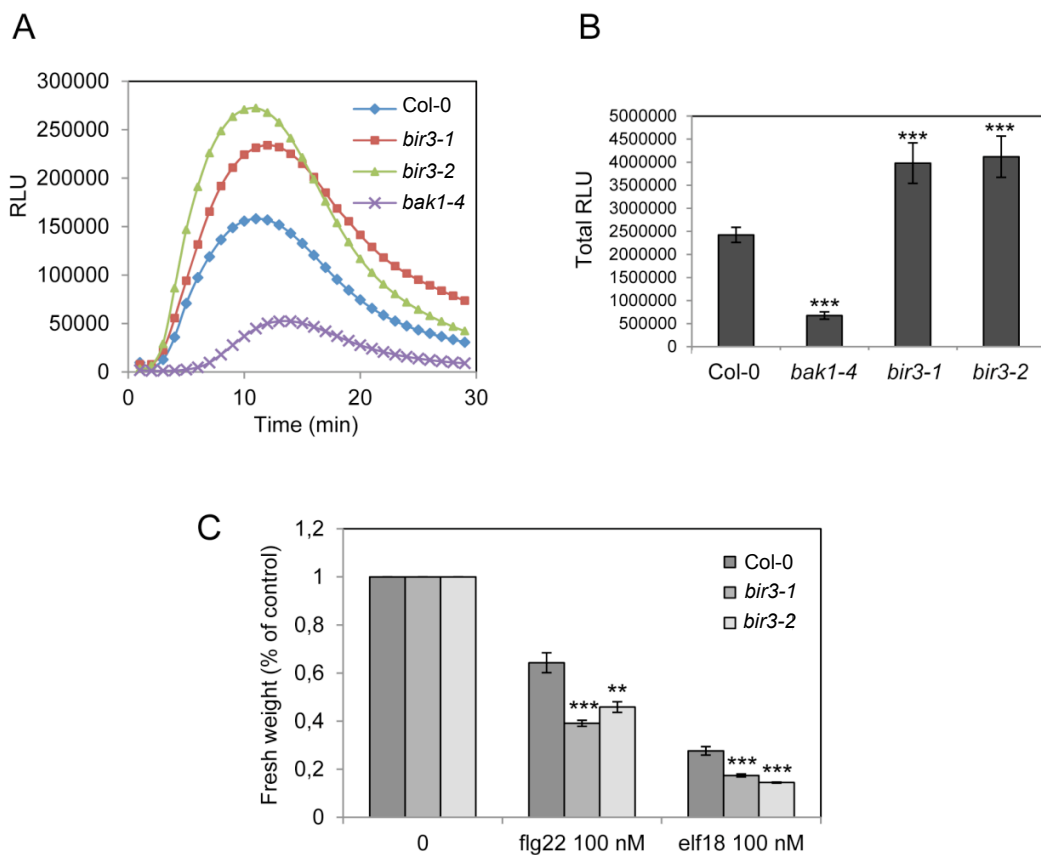 A
RLU
300000
250000
200000
150000
100000
50000
0
0
10
20
30
Time (min)
Col-0
bir3-1
bir3-2
bak1-4
B
Total RLU
5000000
4500000
4000000
3500000
3000000
2500000
2000000
1500000
1000000
500000
0
***
***
***
Col-0
bak1-4
bir3-1
bir3-2
C
Fresh weight (% of control)
1,2
1
0,8
0,6
0,4
0,2
0
Col-0
bir3-1
bir3-2
***
**
***
***
0
flg22 100 nM
elf18 100 nM